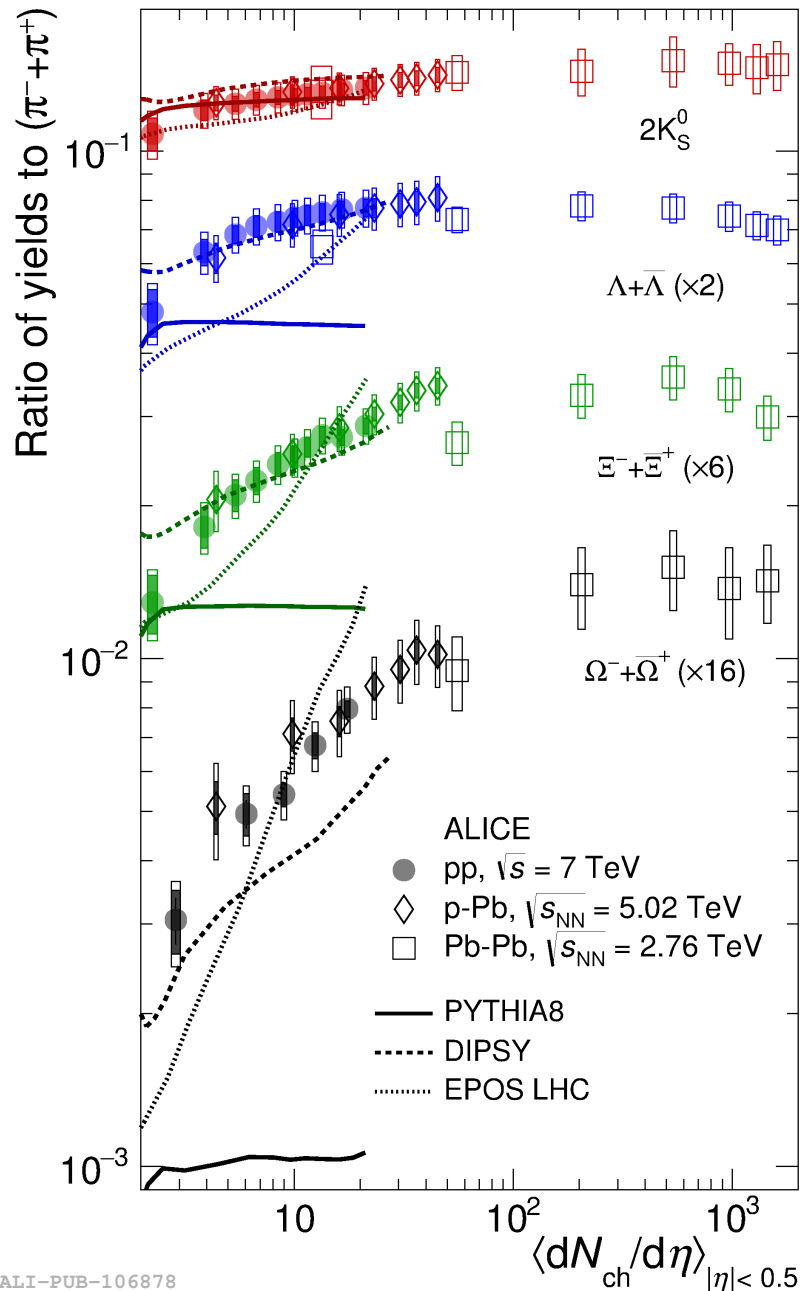 Ratio of yields to (π⁻+π⁺)
10⁻¹
2K⁰S
Λ+Λ̅ (×2)
Ξ⁻+Ξ̅⁺ (×6)
10⁻²
Ω⁻+Ω̅⁺ (×16)
ALICE
pp, √s = 7 TeV
p-Pb, √sNN = 5.02 TeV
Pb-Pb, √sNN = 2.76 TeV
PYTHIA8
DIPSY
EPOS LHC
10⁻³
10 10² 10³
⟨dNch/dη⟩|η|< 0.5
ALI-PUB-106878